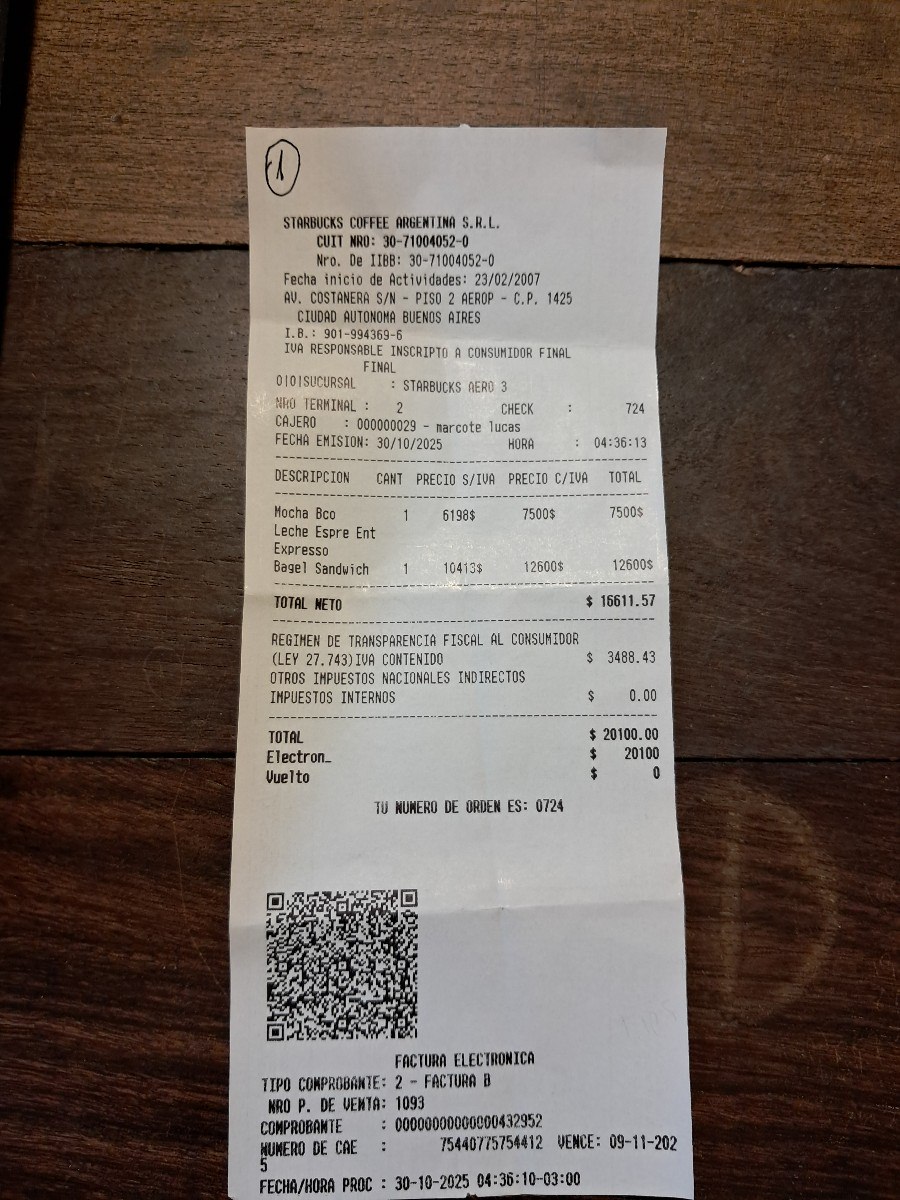 1
STARBUCKS COFFEE ARGENTINA S.R.L.
CUIT NRO: 30-71004052-0
Nro. De IIBB: 30-71004052-0
Fecha inicio de Actividades: 23/02/2007
AV. COSTANERA S/N - PISO 2 AEROP - C.P. 1425
CIUDAD AUTONOMA BUENOS AIRES
I.B.: 901-994369-6
IVA RESPONSABLE INSCRIPTO A CONSUMIDOR FINAL
FINAL
0101SUCURSAL : STARBUCKS AERO 3
NRO TERMINAL : 2 CHECK : 724
CAJERO : 000000029 - marcote lucas
FECHA EMISION: 30/10/2025 HORA : 04:36:13
DESCRIPCION CANT PRECIO S/IVA PRECIO C/IVA TOTAL
Mocha Bco 1 6198$ 7500$ 7500$
Leche Espre Ent
Expresso
Bagel Sandwich 1 10413$ 12600$ 12600$
TOTAL NETO $ 16611.57
REGIMEN DE TRANSPARENCIA FISCAL AL CONSUMIDOR
(LEY 27.743)IVA CONTENIDO $ 3488.43
OTROS IMPUESTOS NACIONALES INDIRECTOS
IMPUESTOS INTERNOS $ 0.00
TOTAL $ 20100.00
Electron_ $ 20100
Vuelto $ 0
TU NUMERO DE ORDEN ES: 0724
FACTURA ELECTRONICA
TIPO COMPROBANTE: 2 - FACTURA B
NRO P. DE VENTA: 1093
COMPROBANTE : 00000000000000432952
NUMERO DE CAE : 75440775754412 VENCE: 09-11-202
5
FECHA/HORA PROC : 30-10-2025 04:36:10-03:00